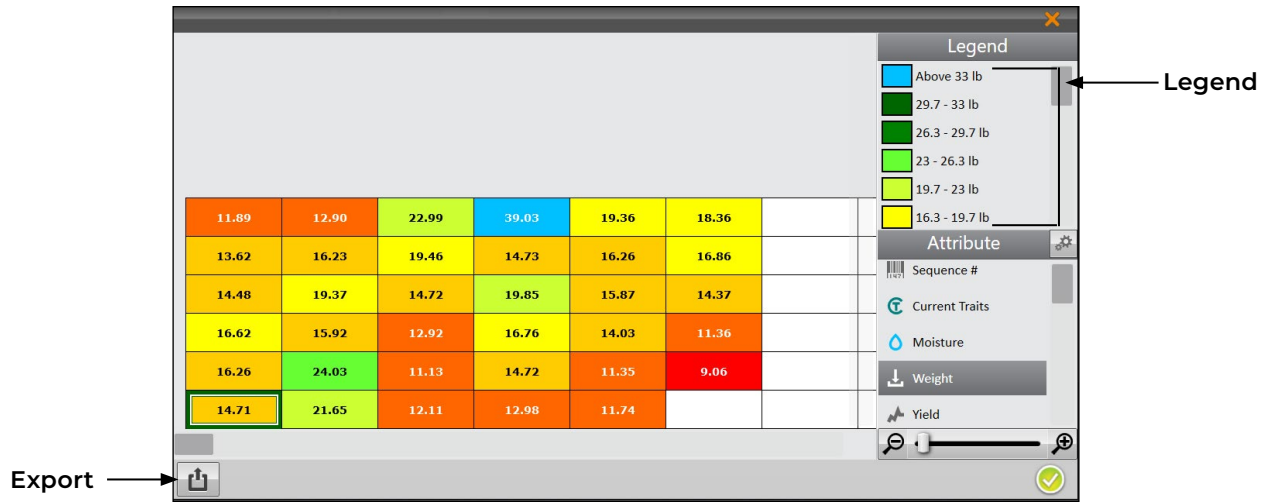 Legend
Above 33 lb
29.7 - 33 lb
26.3 - 29.7 lb
23 - 26.3 lb
19.7 - 23 lb
16.3 - 19.7 lb
Legend
11.89 12.90 22.99 39.03 19.36 18.36
13.62 16.23 19.46 14.73 16.26 16.86
14.48 19.37 14.72 19.85 15.87 14.37
16.62 15.92 12.92 16.76 14.03 11.36
16.26 24.03 11.13 14.72 11.35 9.06
14.71 21.65 12.11 12.98 11.74
Attribute
Sequence #
Current Traits
Moisture
Weight
Yield
Export